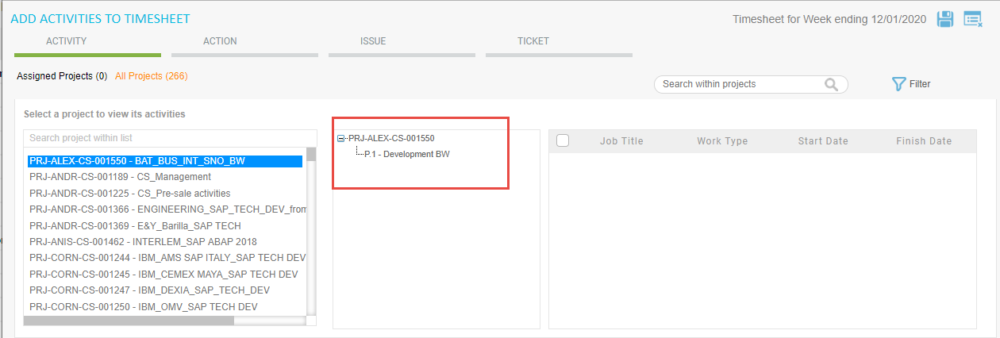 ADD ACTIVITIES TO TIMESHEET
Timesheet for Week ending 12/01/2020
ACTIVITY
ACTION
ISSUE
TICKET
Assigned Projects (0) All Projects (266)
Search within projects
Filter
Select a project to view its activities
Search project within list
PRJ-ALEX-CS-001550 - BAT_BUS_INT_SNO_BW
PRJ-ANDR-CS-001189 - CS_Management
PRJ-ANDR-CS-001225 - CS_Pre-sale activities
PRJ-ANDR-CS-001366 - ENGINEERING_SAP_TECH_DEV_from
PRJ-ANDR-CS-001369 - E&Y_Barilla_SAP TECH
PRJ-ANIS-CS-001462 - INTERLEM_SAP ABAP 2018
PRJ-CORN-CS-001244 - IBM_AMS SAP ITALY_SAP TECH DEV
PRJ-CORN-CS-001245 - IBM_CEMEX MAYA_SAP TECH DEV
PRJ-CORN-CS-001247 - IBM_DEXIA_SAP_TECH_DEV
PRJ-CORN-CS-001250 - IBM_OMV_SAP TECH DEV
PRJ-ALEX-CS-001550
P.1 - Development BW
Job Title
Work Type
Start Date
Finish Date